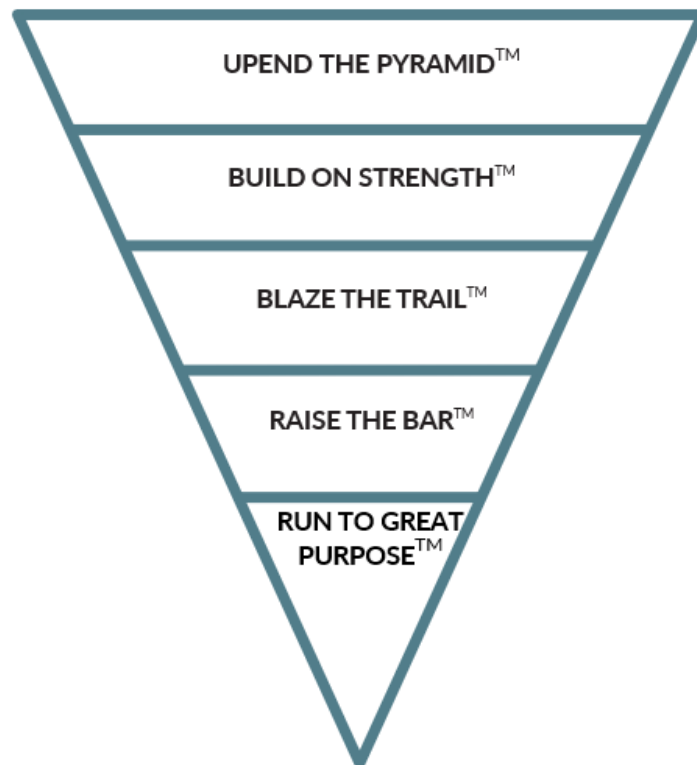 UPEND THE PYRAMID™
BUILD ON STRENGTH™
BLAZE THE TRAIL™
RAISE THE BAR™
RUN TO GREAT
PURPOSE™